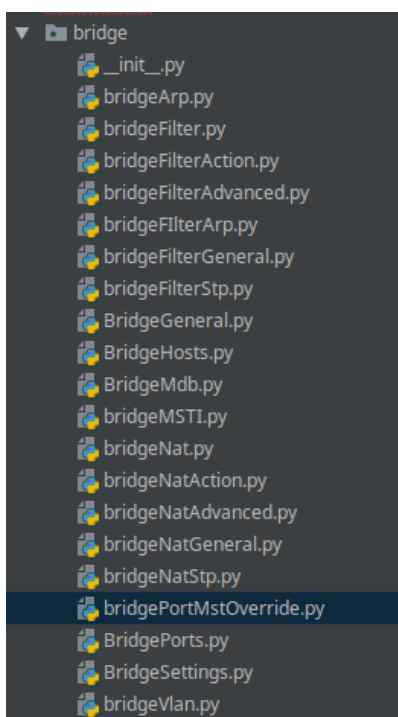 bridge
__init__.py
bridgeArp.py
bridgeFilter.py
bridgeFilterAction.py
bridgeFilterAdvanced.py
bridgeFIlterArp.py
bridgeFilterGeneral.py
bridgeFilterStp.py
BridgeGeneral.py
BridgeHosts.py
BridgeMdb.py
bridgeMSTI.py
bridgeNat.py
bridgeNatAction.py
bridgeNatAdvanced.py
bridgeNatGeneral.py
bridgeNatStp.py
bridgePortMstOverride.py
BridgePorts.py
BridgeSettings.py
bridgeVlan.py